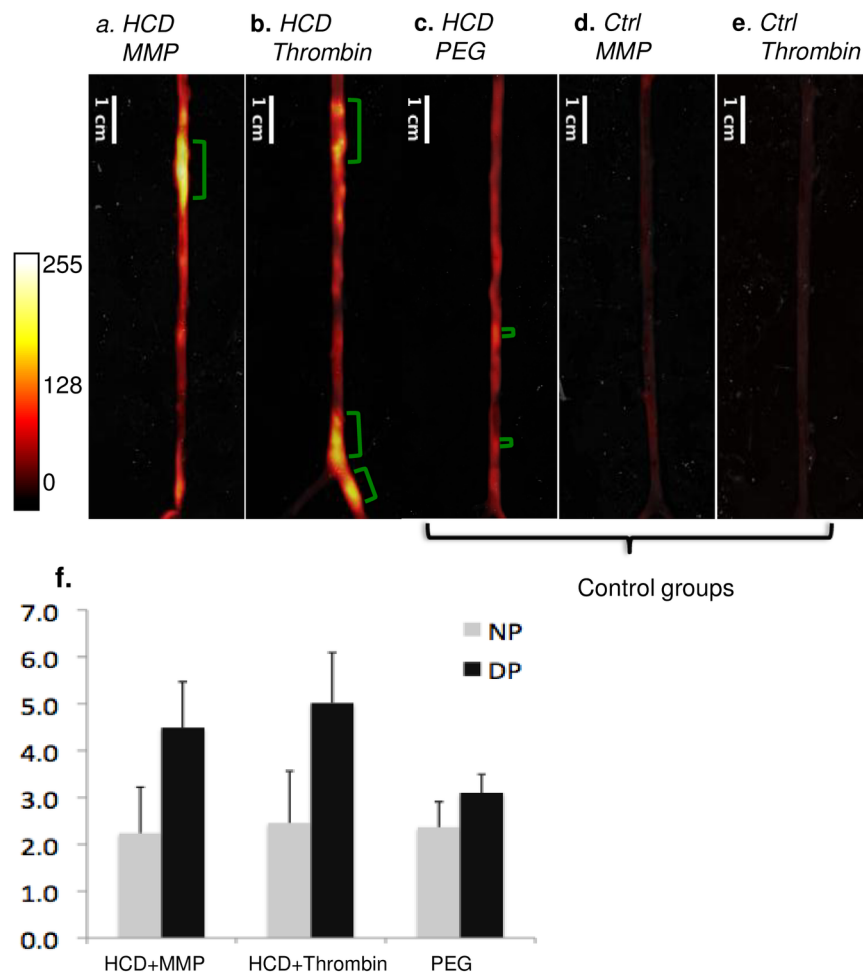 a. HCD
MMP
b. HCD
Thrombin
c. HCD
PEG
d. Ctrl
MMP
e. Ctrl
Thrombin
1 cm
1 cm
1 cm
1 cm
1 cm
255
128
0
Control groups
f.
7.0
6.0
5.0
4.0
3.0
2.0
1.0
0.0
NP
DP
HCD+MMP
HCD+Thrombin
PEG